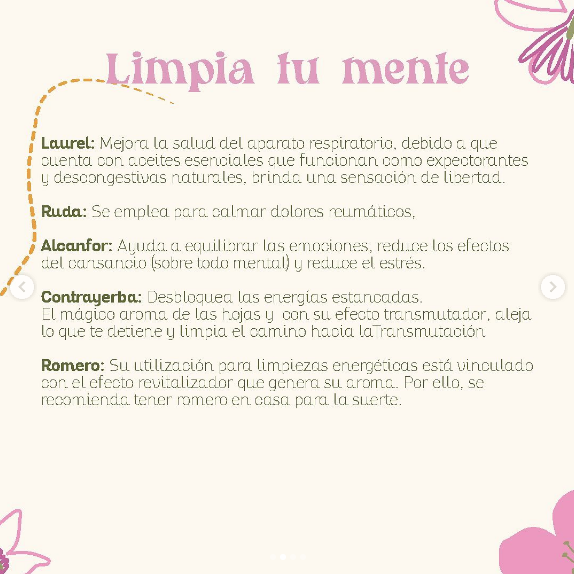 Limpia tu mente
Laurel: Mejora la salud del aparato respiratorio, debido a que
cuenta con aceites esenciales que funcionan como expectorantes
y descongestivas naturales, brinda una sensación de libertad.
Ruda: Se emplea para calmar dolores reumáticos,
Alcanfor: Ayuda a equilibrar las emociones, reduce los efectos
del cansancio (sobre todo mental) y reduce el estrés.
Contrayerba: Desbloquea las energías estancadas.
El mágico aroma de las hojas y con su efecto transmutador, aleja
lo que te detiene y limpia el camino hacia laTransmutación
Romero: Su utilización para limpiezas energéticas está vinculado
con el efecto revitalizador que genera su aroma. Por ello, se
recomienda tener romero en casa para la suerte.